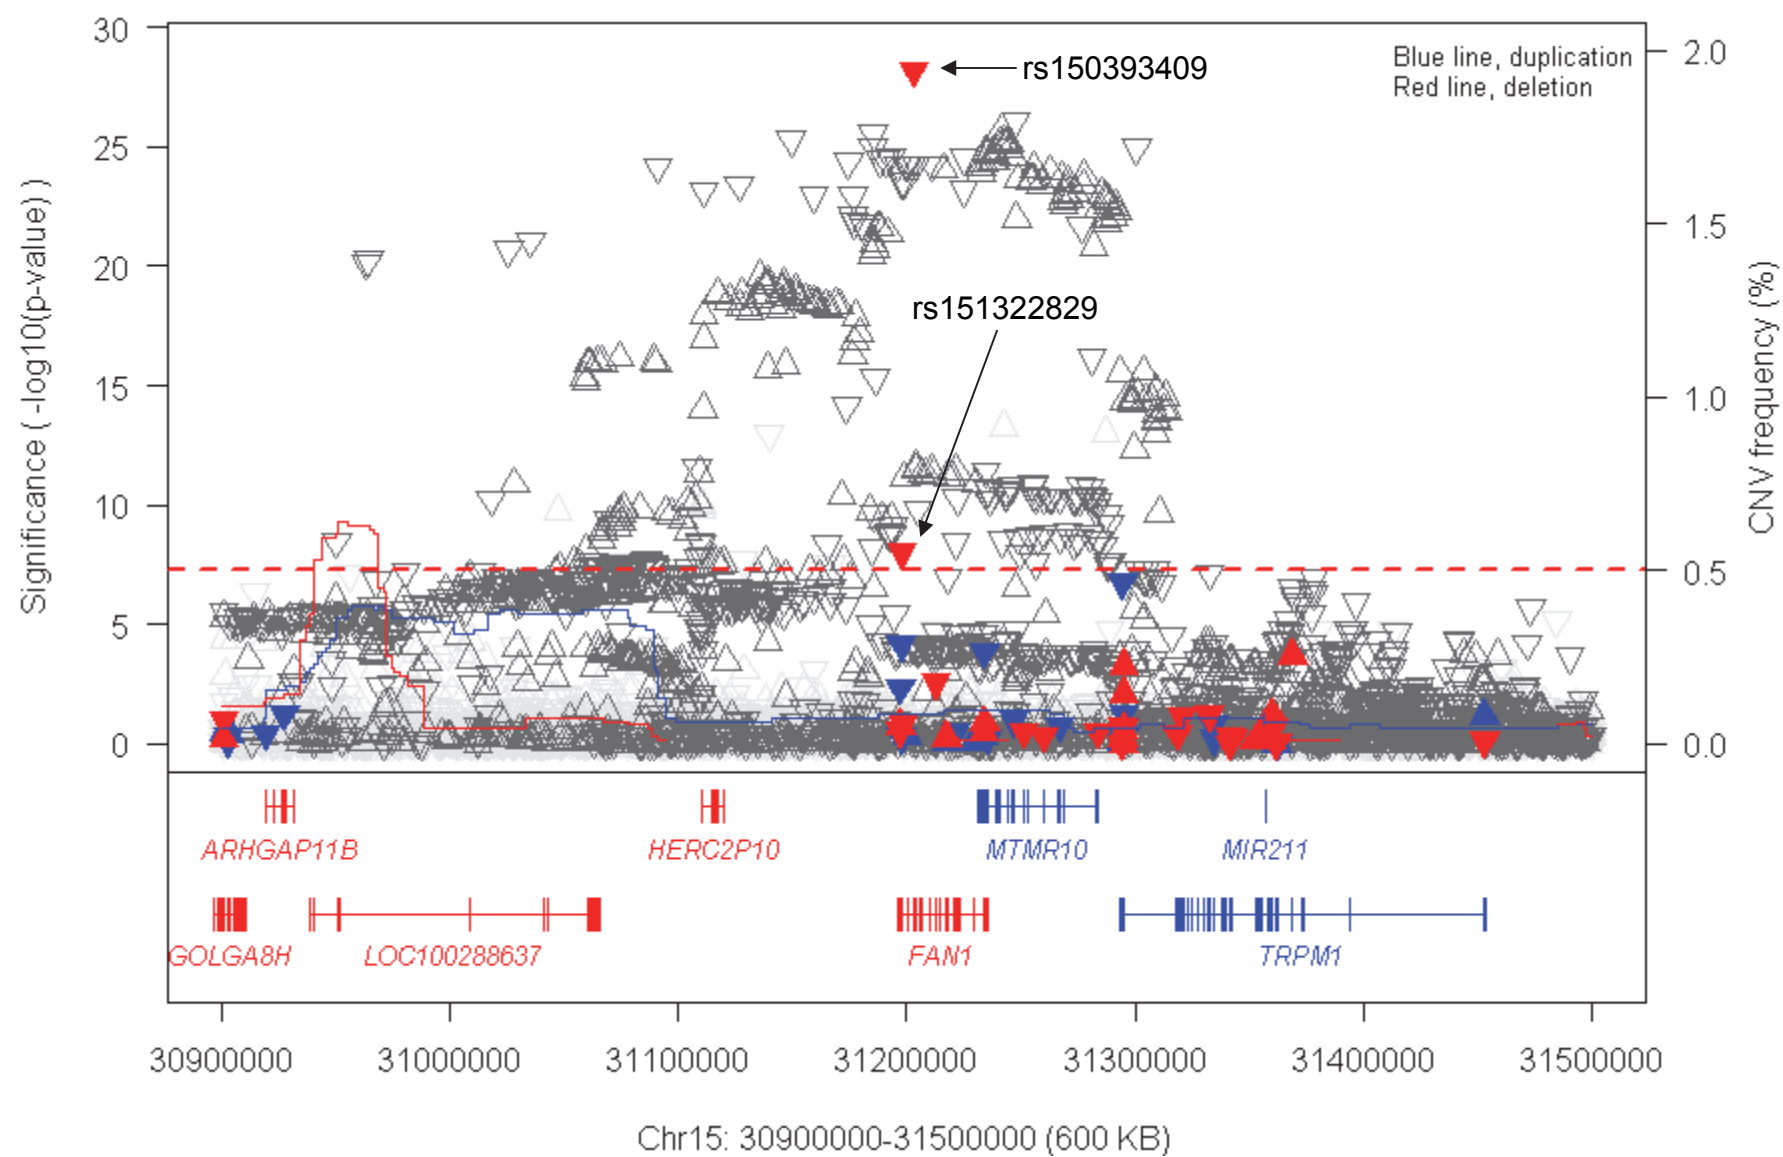 30
25
20
15
10
5
0
Significance ( -log10(p-value) )
rs150393409
rs151322829
Blue line, duplication
Red line, deletion
2.0
1.5
1.0
0.5
0.0
CNV frequency (%)
ARHGAP11B
HERC2P10
MTMR10
MIR211
GOLGA8H
LOC100288637
FAN1
TRPM1
30900000
31000000
31100000
31200000
31300000
31400000
31500000
Chr15: 30900000-31500000 (600 KB)